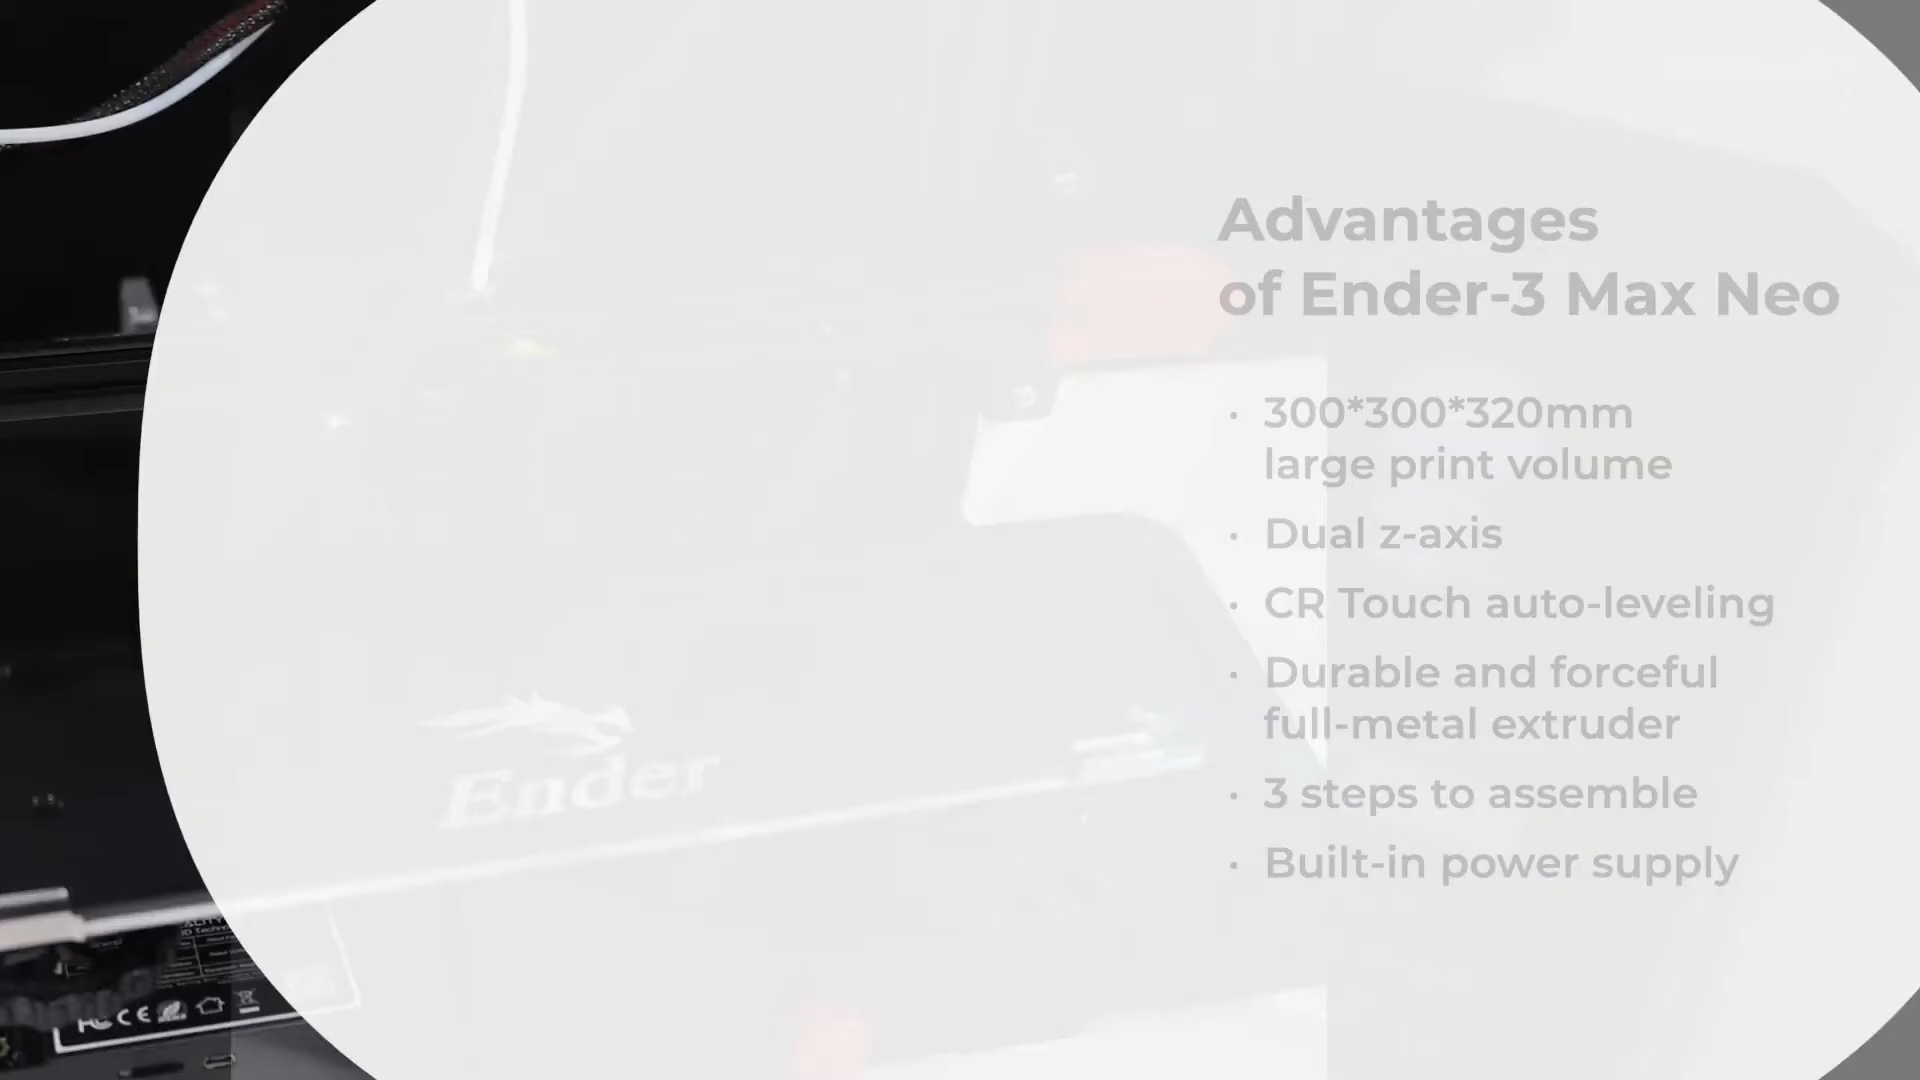 Advantages
of Ender-3 Max Neo
· 300*300*320mm
large print volume
· Dual z-axis
· CR Touch auto-leveling
· Durable and forceful
full-metal extruder
· 3 steps to assemble
· Built-in power supply
Ender